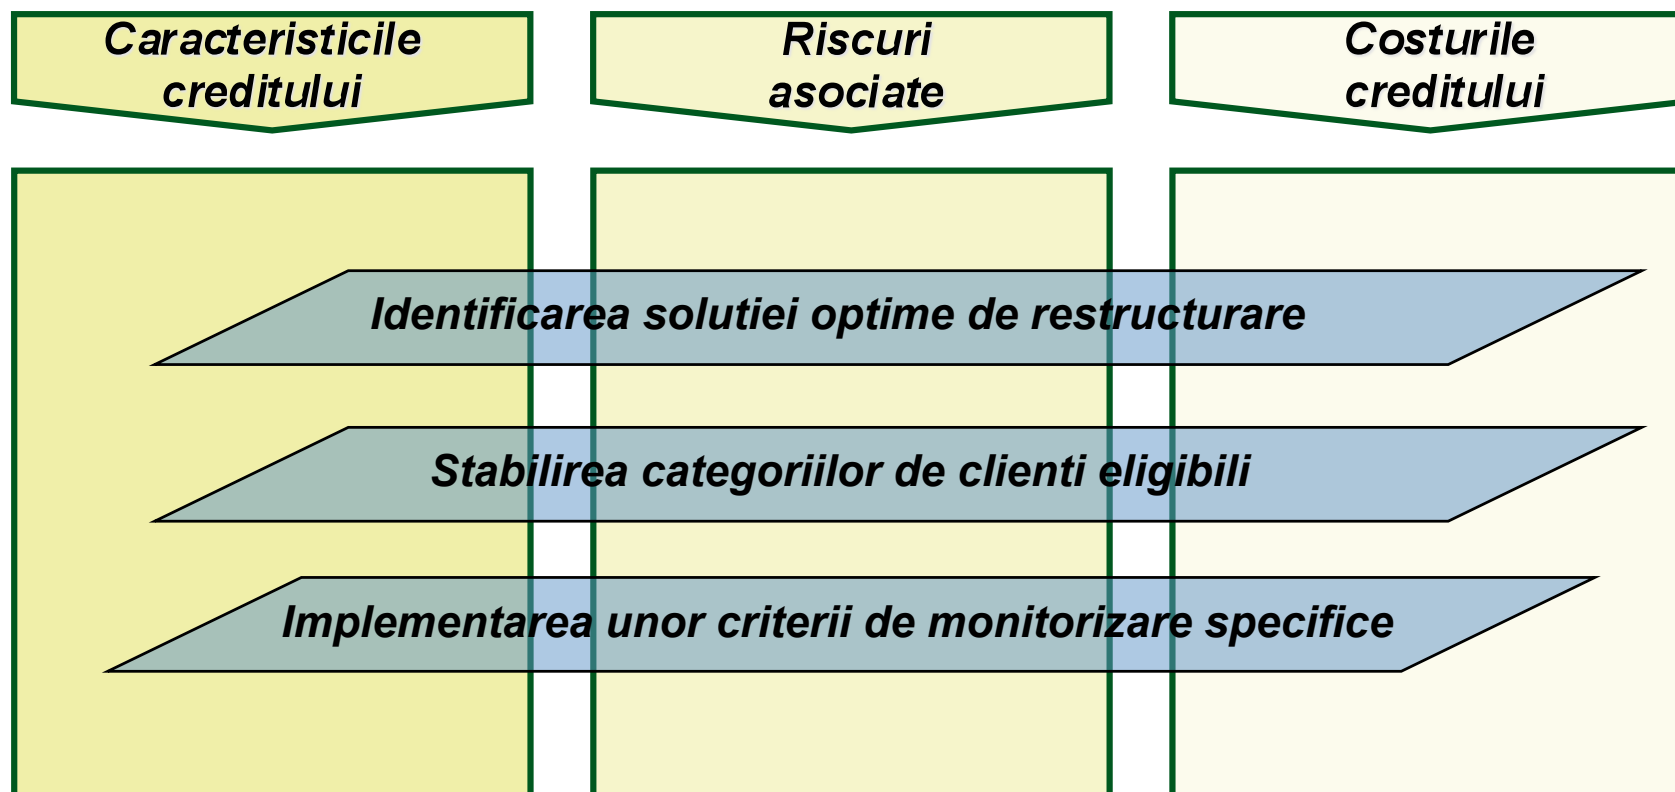 Caracteristicile
creditului
Riscuri
asociate
Costurile
creditului
Identificarea solutiei optime de restructurare
Stabilirea categoriilor de clienti eligibili
Implementarea unor criterii de monitorizare specifice